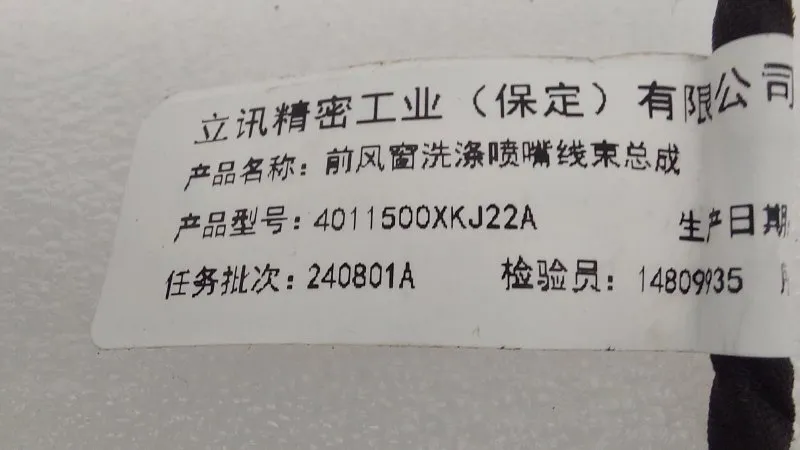 立讯精密工业（保定）有限公司
产品名称：前风窗洗涤喷嘴线束总成
产品型号：4011500XKJ22A 生产日期
任务批次：240801A 检验员：14809935